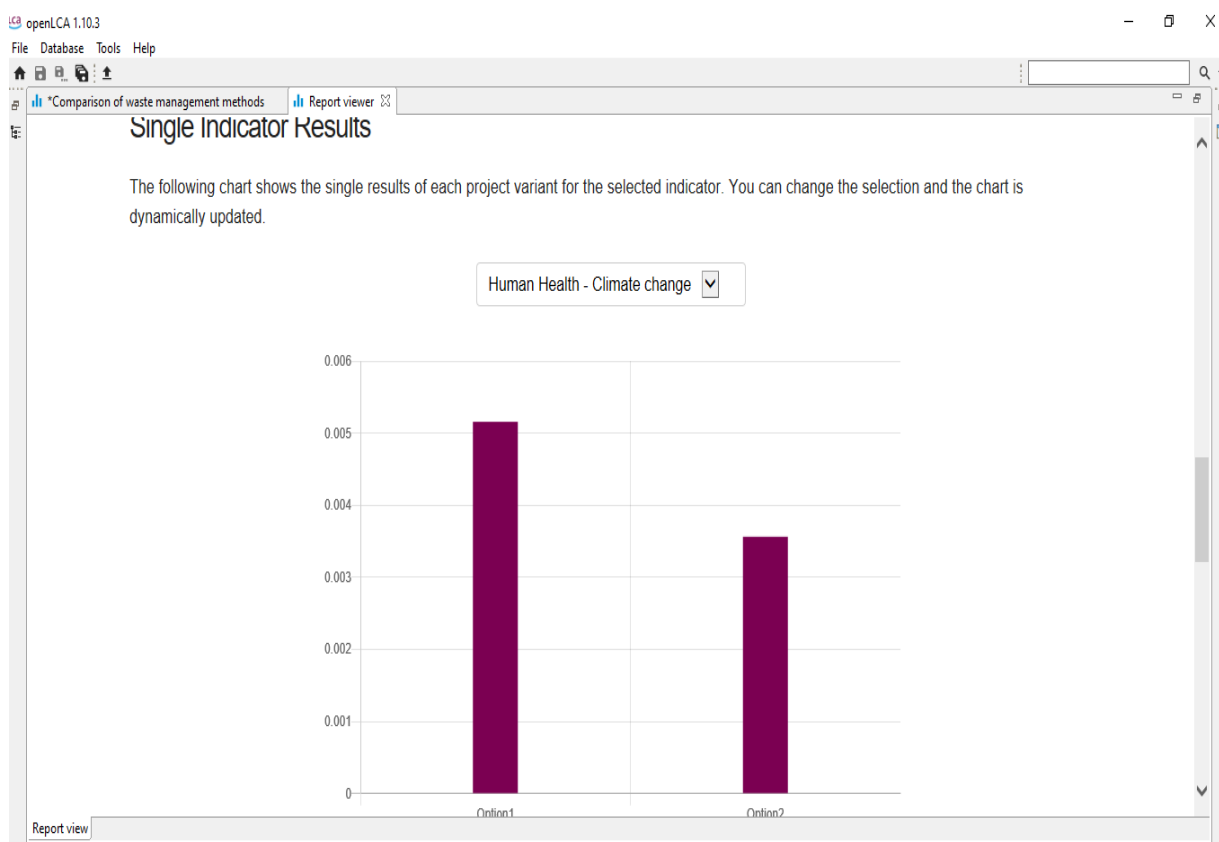 openLCA 1.10.3
File Database Tools Help
*Comparison of waste management methods Report viewer
Single Indicator Results
The following chart shows the single results of each project variant for the selected indicator. You can change the selection and the chart is
dynamically updated.
Human Health - Climate change
0.006
0.005
0.004
0.003
0.002
0.001
0
Option1 Option2
Report view